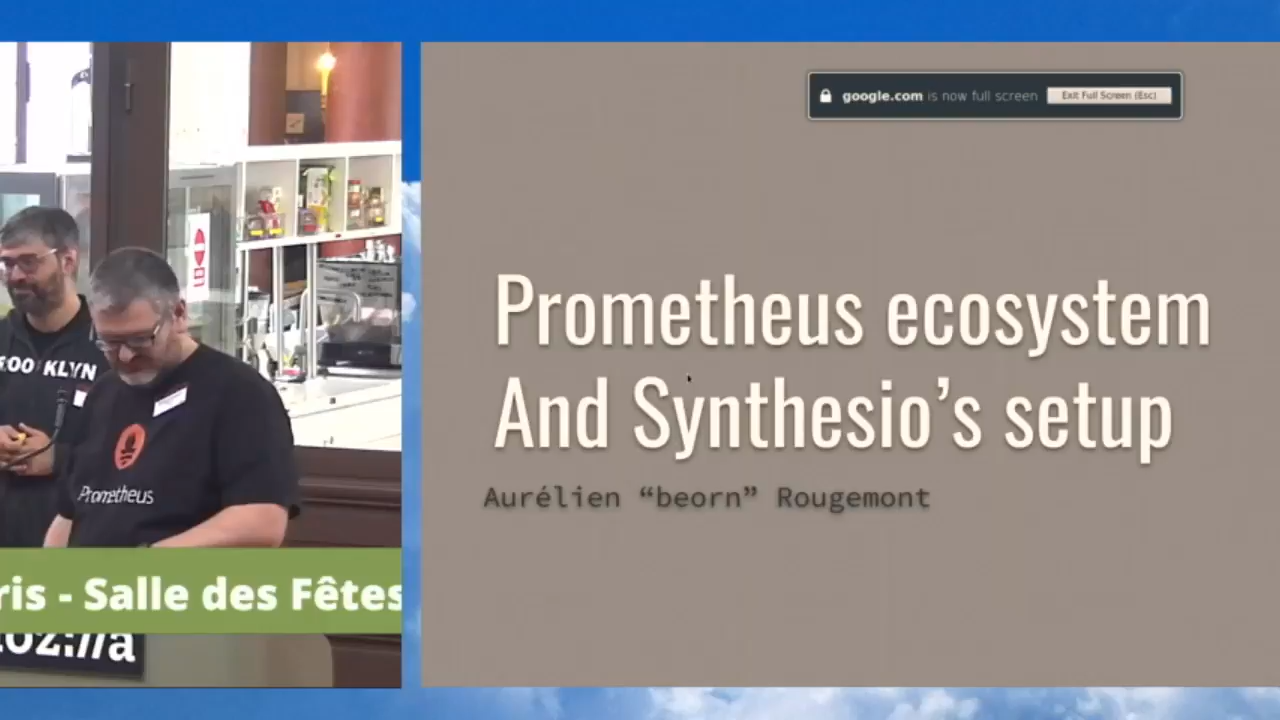 google.com is now full screen Exit Full Screen (Esc)
Prometheus ecosystem
And Synthesio’s setup
Aurélien “beorn” Rougemont
KLYN
Prometheus
ris - Salle des Fêtes
oz://a